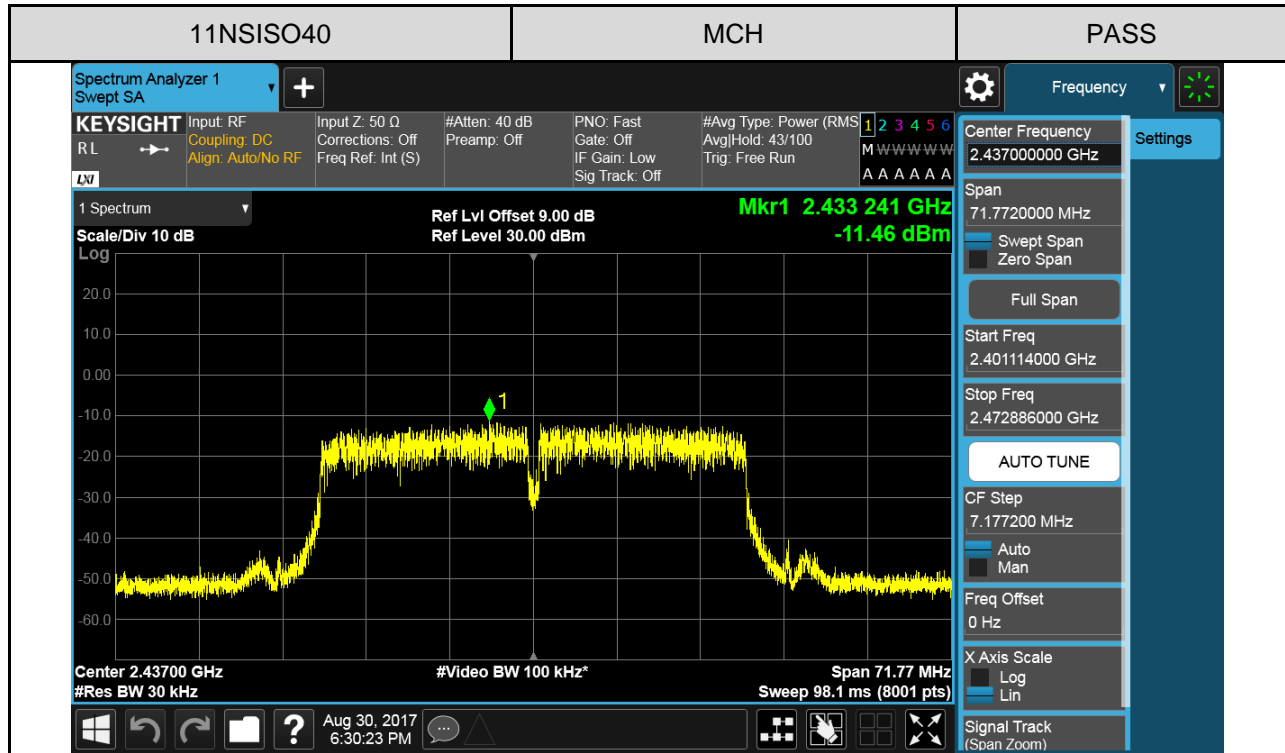 11NSISO40 MCH PASS
Spectrum Analyzer 1
Swept SA
Frequency
KEYSIGHT Input: RF Input Z: 50 Ω #Atten: 40 dB PNO: Fast #Avg Type: Power (RMS 1 2 3 4 5 6
RL Coupling: DC Corrections: Off Preamp: Off Gate: Off Avg|Hold: 43/100 M W W W W W
Align: Auto/No RF Freq Ref: Int (S) IF Gain: Low Trig: Free Run
LXI Sig Track: Off A A A A A A
1 Spectrum
Scale/Div 10 dB
Ref Lvl Offset 9.00 dB
Ref Level 30.00 dBm
Mkr1 2.433 241 GHz
-11.46 dBm
Log
20.0
10.0
0.00
1
-10.0
-20.0
-30.0
-40.0
-50.0
-60.0
Center 2.43700 GHz #Video BW 100 kHz* Span 71.77 MHz
#Res BW 30 kHz Sweep 98.1 ms (8001 pts)
Aug 30, 2017
6:30:23 PM
Center Frequency
2.437000000 GHz
Settings
Span
71.7720000 MHz
Swept Span
Zero Span
Full Span
Start Freq
2.401114000 GHz
Stop Freq
2.472886000 GHz
AUTO TUNE
CF Step
7.177200 MHz
Auto
Man
Freq Offset
0 Hz
X Axis Scale
Log
Lin
Signal Track
(Span Zoom)